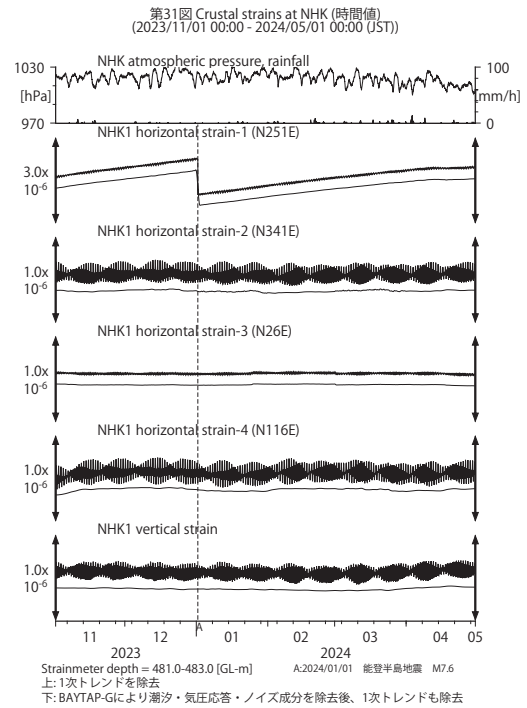 第31図 Crustal strains at NHK (時間値)
(2023/11/01 00:00 - 2024/05/01 00:00 (JST))
NHK atmospheric pressure, rainfall
1030
[hPa]
970
100
[mm/h]
0
NHK1 horizontal strain-1 (N251E)
3.0x
10-6
NHK1 horizontal strain-2 (N341E)
1.0x
10-6
NHK1 horizontal strain-3 (N26E)
1.0x
10-6
NHK1 horizontal strain-4 (N116E)
1.0x
10-6
NHK1 vertical strain
1.0x
10-6
A
11 12 01 02 03 04 05
2023 2024
Strainmeter depth = 481.0-483.0 [GL-m] A:2024/01/01 能登半島地震 M7.6
上: 1次トレンドを除去
下: BAYTAP-Gにより潮汐・気圧応答・ノイズ成分を除去後、1次トレンドも除去